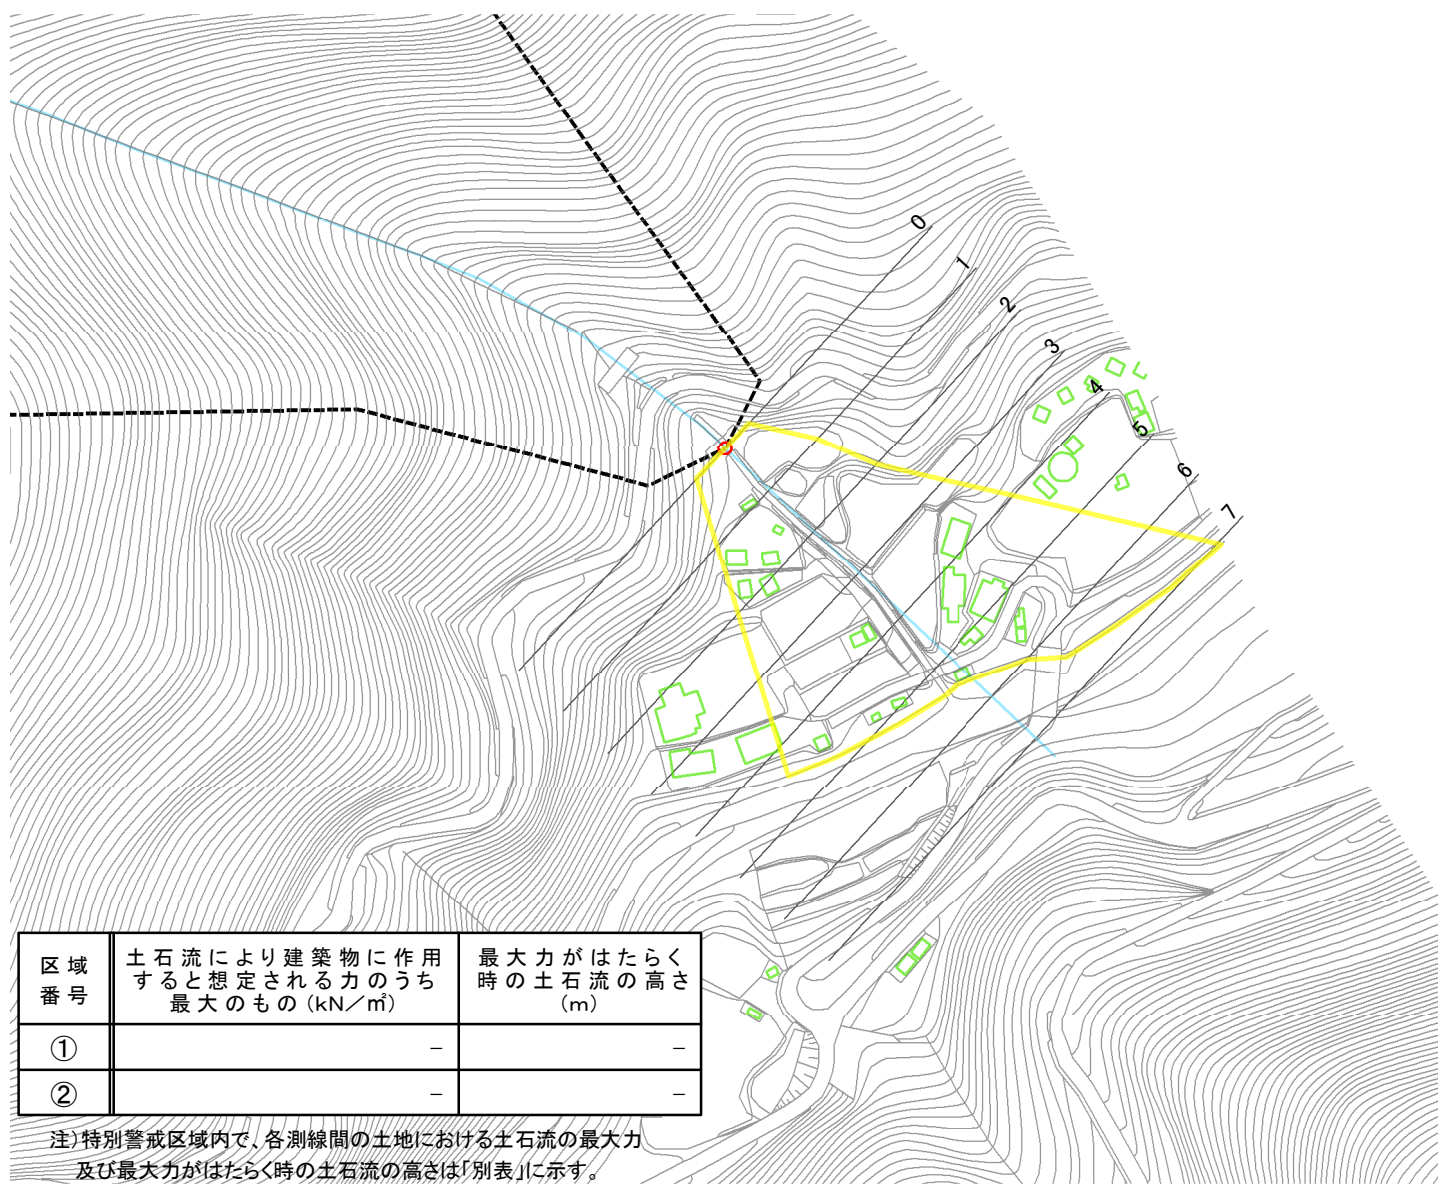 0
1
2
3
4
5
6
7
区域
番号
土石流により建築物に作用
すると想定される力のうち
最大のもの(kN/㎡)
最大力がはたらく
時の土石流の高さ
(m)
① － －
② － －
注)特別警戒区域内で、各測線間の土地における土石流の最大力
及び最大力がはたらく時の土石流の高さは「別表」に示す。